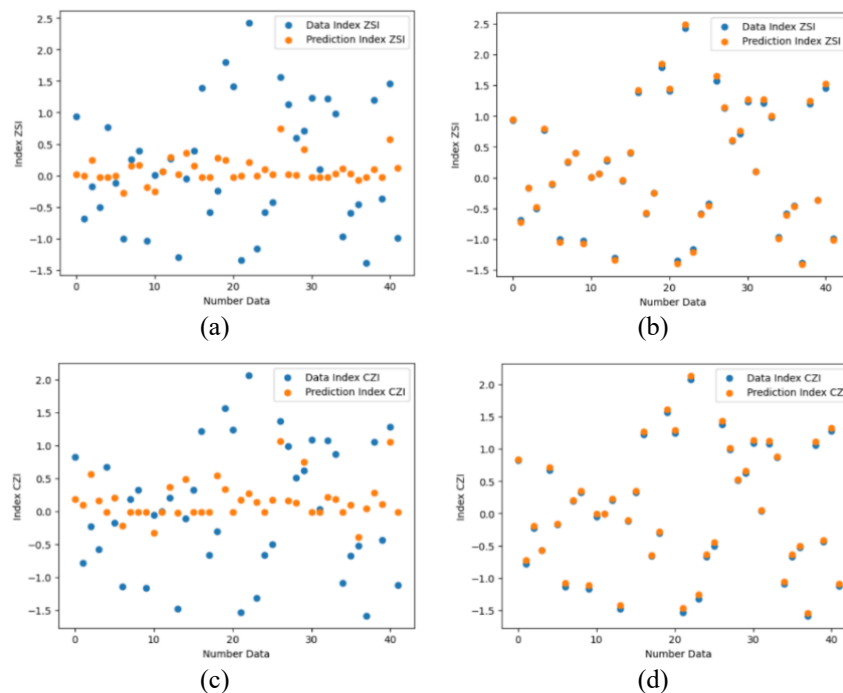 Data Index ZSI
Prediction Index ZSI
2.5
2.0
1.5
1.0
0.5
0.0
-0.5
-1.0
-1.5
Index ZSI
0 10 20 30 40
Number Data
(a)
Data Index ZSI
Prediction Index ZSI
2.5
2.0
1.5
1.0
0.5
0.0
-0.5
-1.0
-1.5
Index ZSI
0 10 20 30 40
Number Data
(b)
Data Index CZI
Prediction Index CZI
2.0
1.5
1.0
0.5
0.0
-0.5
-1.0
-1.5
Index CZI
0 10 20 30 40
Number Data
(c)
Data Index CZI
Prediction Index CZ
2.0
1.5
1.0
0.5
0.0
-0.5
-1.0
-1.5
Index CZI
0 10 20 30 40
Number Data
(d)